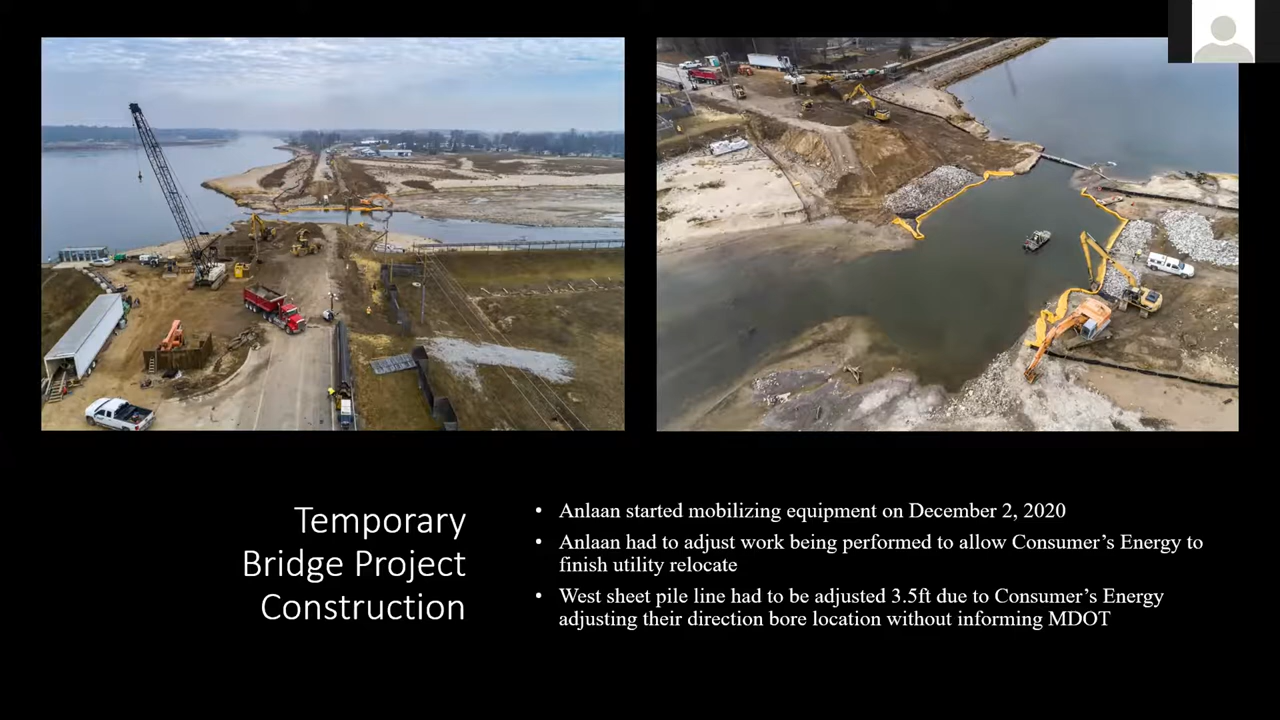 Temporary
Bridge Project
Construction
• Anlaan started mobilizing equipment on December 2, 2020
• Anlaan had to adjust work being performed to allow Consumer's Energy to
finish utility relocate
• West sheet pile line had to be adjusted 3.5ft due to Consumer's Energy
adjusting their direction bore location without informing MDOT